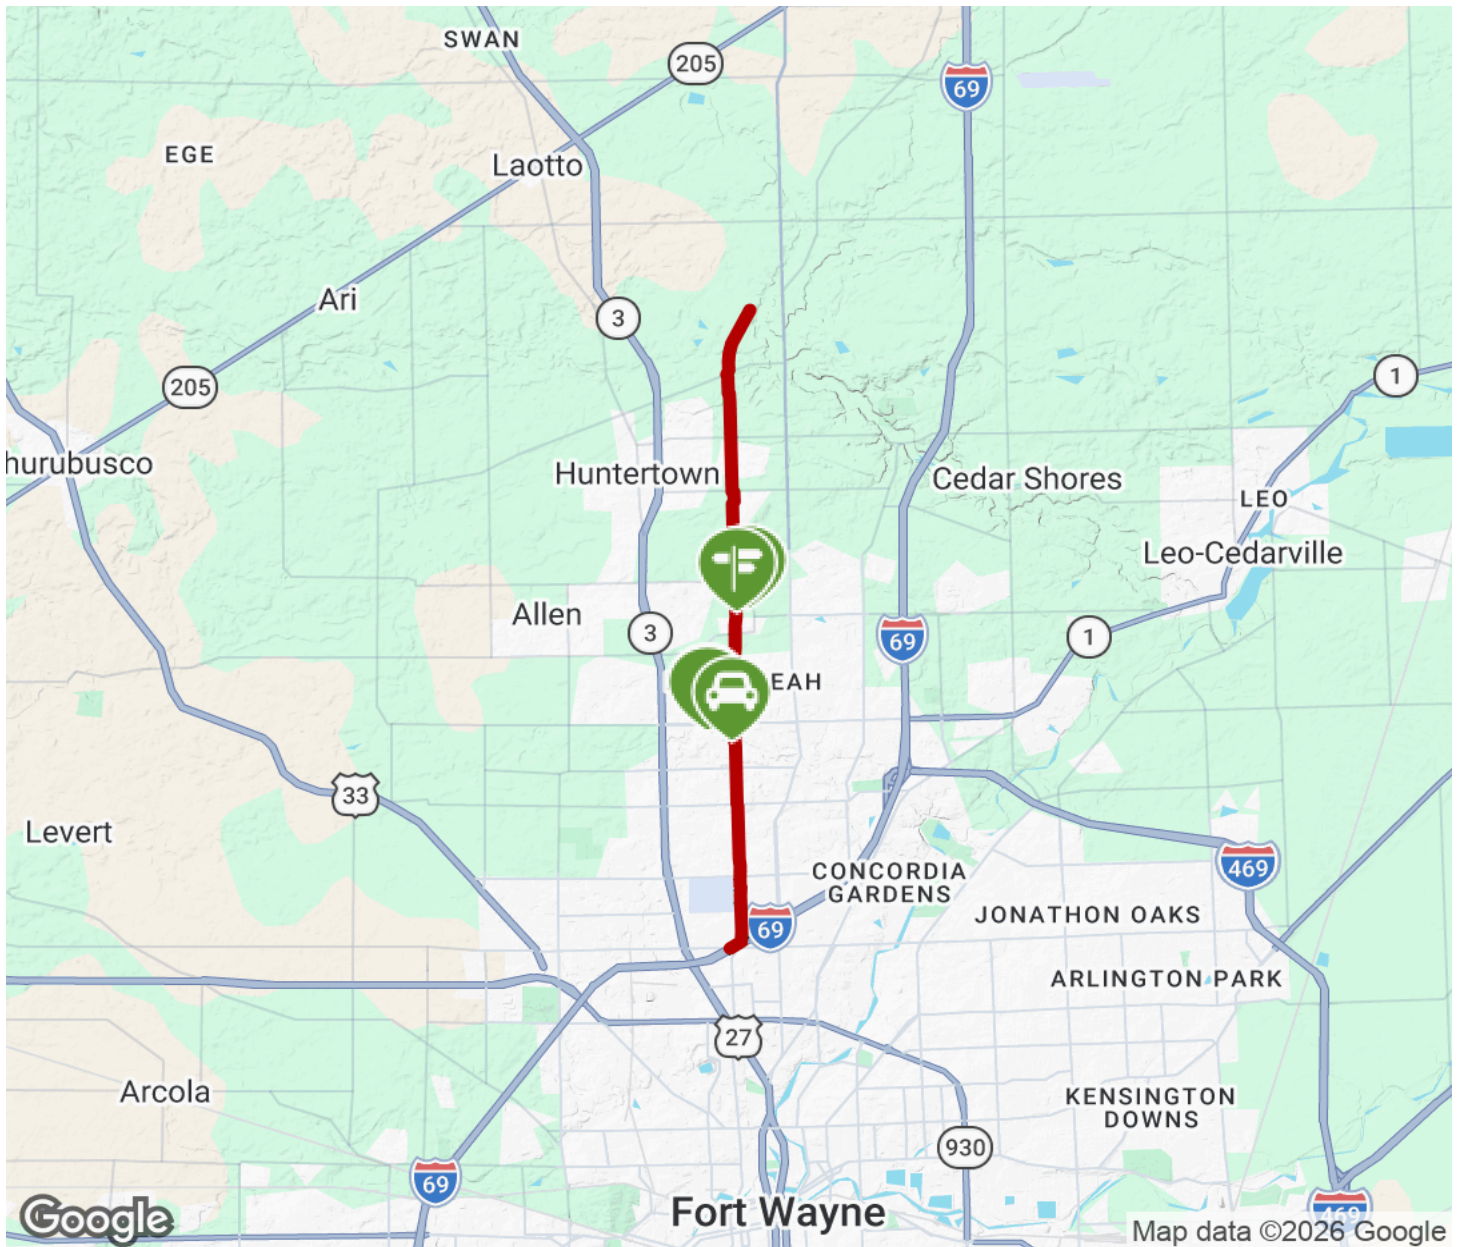 SWAN
205
69
EGE
Laotto
Ari
3
205
1
hurubusco
Huntertown
Cedar Shores
LEO
Leo-Cedarville
Allen
3
69
1
EAH
33
Levert
469
CONCORDIA
GARDENS
JONATHON OAKS
69
ARLINGTON PARK
27
Arcola
KENSINGTON
DOWNS
930
69
Fort Wayne
469
Google
Map data ©2026 Google